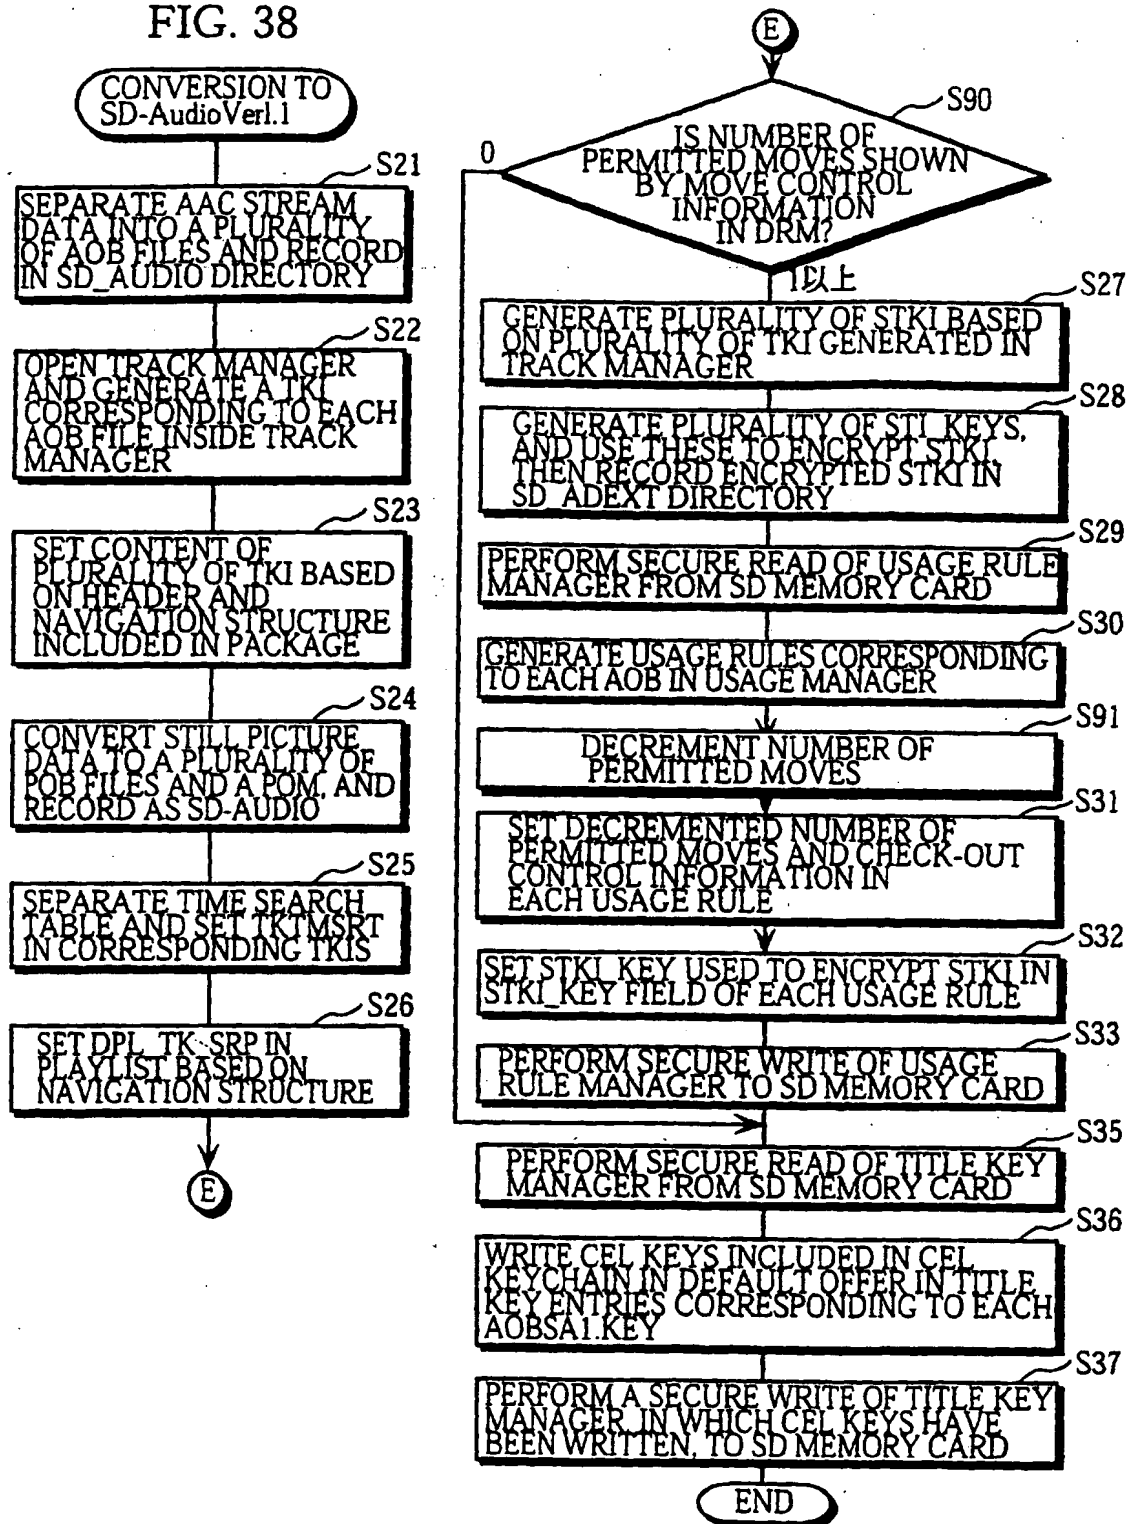 FIG. 38
CONVERSION TO
SD-AudioVer1.1
S21
SEPARATE AAC STREAM
DATA INTO A PLURALITY
OF AOB FILES AND RECORD
IN SD_AUDIO DIRECTORY
S22
OPEN TRACK MANAGER
AND GENERATE A TKI
CORRESPONDING TO EACH
AOB FILE INSIDE TRACK
MANAGER
S23
SET CONTENT OF
PLURALITY OF TKI BASED
ON HEADER AND
NAVIGATION STRUCTURE
INCLUDED IN PACKAGE
S24
CONVERT STILL PICTURE
DATA TO A PLURALITY OF
POB FILES AND A POM, AND
RECORD AS SD-AUDIO
S25
SEPARATE TIME SEARCH
TABLE AND SET TKTMSRT
IN CORRESPONDING TKIS
S26
SET DPL_TK_SRP IN
PLAYLIST BASED ON
NAVIGATION STRUCTURE
E
E
S90
IS NUMBER OF
PERMITTED MOVES SHOWN
BY MOVE CONTROL
INFORMATION
IN DRM?
0
1以上
S27
GENERATE PLURALITY OF STKI BASED
ON PLURALITY OF TKI GENERATED IN
TRACK MANAGER
S28
GENERATE PLURALITY OF STI_KEYS,
AND USE THESE TO ENCRYPT STKI,
THEN RECORD ENCRYPTED STKI IN
SD_ADEXT DIRECTORY
S29
PERFORM SECURE READ OF USAGE RULE
MANAGER FROM SD MEMORY CARD
S30
GENERATE USAGE RULES CORRESPONDING
TO EACH AOB IN USAGE MANAGER
S91
DECREMENT NUMBER OF
PERMITTED MOVES
S31
SET DECREMENTED NUMBER OF
PERMITTED MOVES AND CHECK-OUT
CONTROL INFORMATION IN
EACH USAGE RULE
S32
SET STKI_KEY USED TO ENCRYPT STKI IN
STKI_KEY FIELD OF EACH USAGE RULE
S33
PERFORM SECURE WRITE OF USAGE
RULE MANAGER TO SD MEMORY CARD
S35
PERFORM SECURE READ OF TITLE KEY
MANAGER FROM SD MEMORY CARD
S36
WRITE CEL KEYS INCLUDED IN CEL
KEYCHAIN IN DEFAULT OFFER IN TITLE
KEY ENTRIES CORRESPONDING TO EACH
AOBSA1.KEY
S37
PERFORM A SECURE WRITE OF TITLE KEY
MANAGER, IN WHICH CEL KEYS HAVE
BEEN WRITTEN, TO SD MEMORY CARD
END